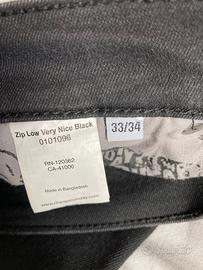 Zip Low Very Nice Black
0101096
33/34
RN-120362
CA-41000
Made in Bangladesh